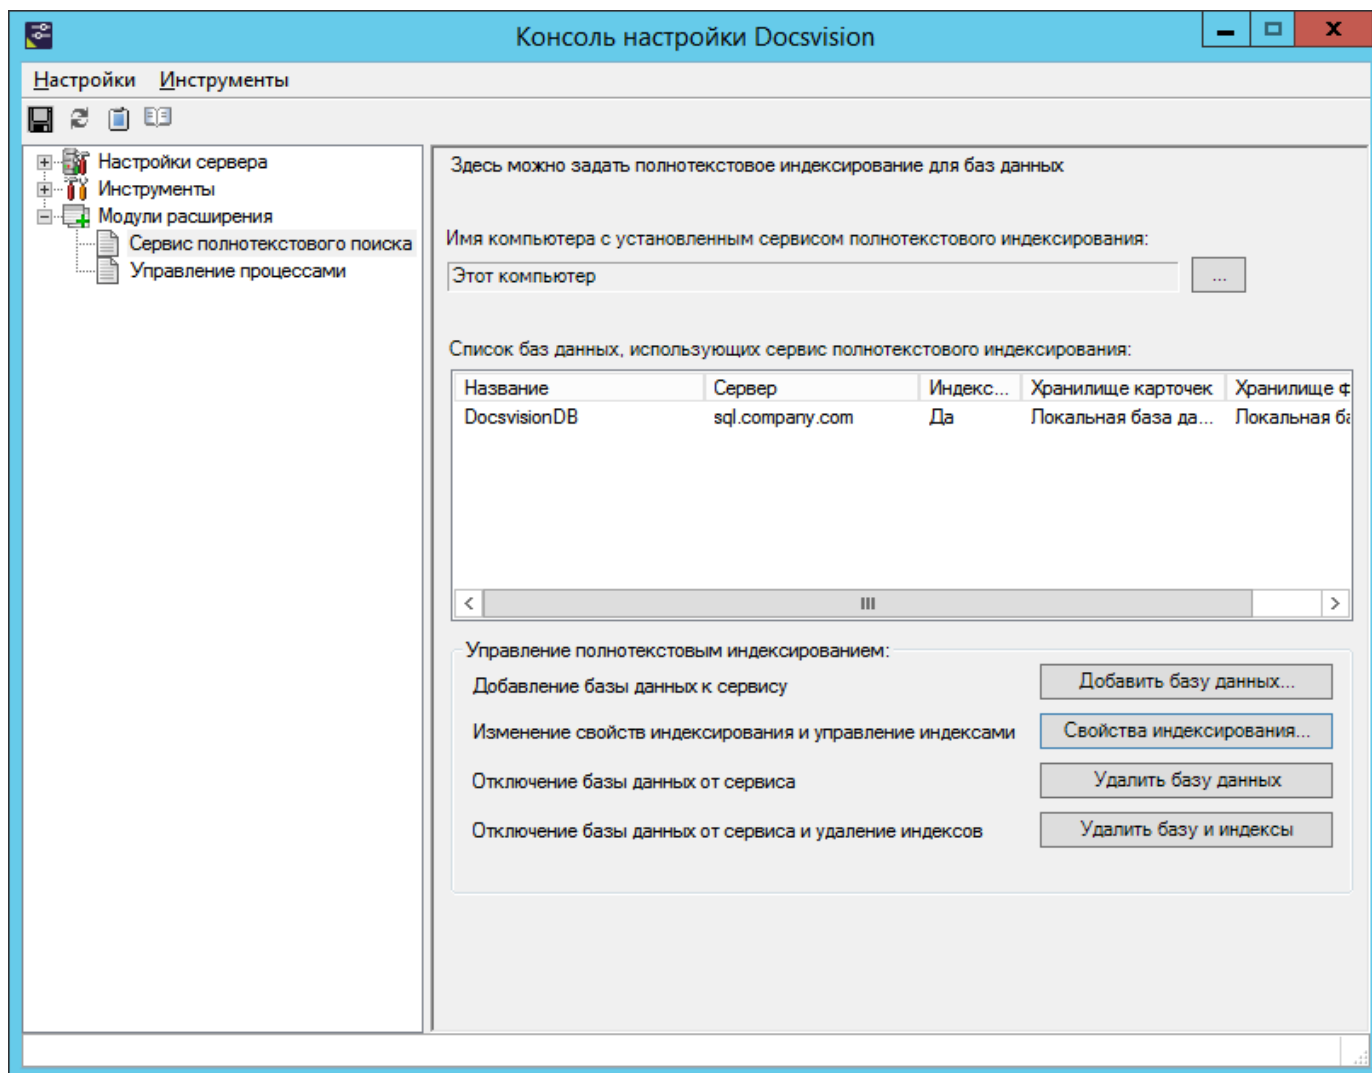 Консоль настройки Docsvision
Настройки Инструменты
Настройки сервера
Инструменты
Модули расширения
Сервис полнотекстового поиска
Управление процессами
Здесь можно задать полнотекстовое индексирование для баз данных
Имя компьютера с установленным сервисом полнотекстового индексирования:
Этот компьютер ...
Список баз данных, использующих сервис полнотекстового индексирования:
Название Сервер Индекс... Хранилище карточек Хранилище ф
DocsvisionDB sql.company.com Да Локальная база да... Локальная ба
Управление полнотекстовым индексированием:
Добавление базы данных к сервису Добавить базу данных...
Изменение свойств индексирования и управление индексами Свойства индексирования...
Отключение базы данных от сервиса Удалить базу данных
Отключение базы данных от сервиса и удаление индексов Удалить базу и индексы